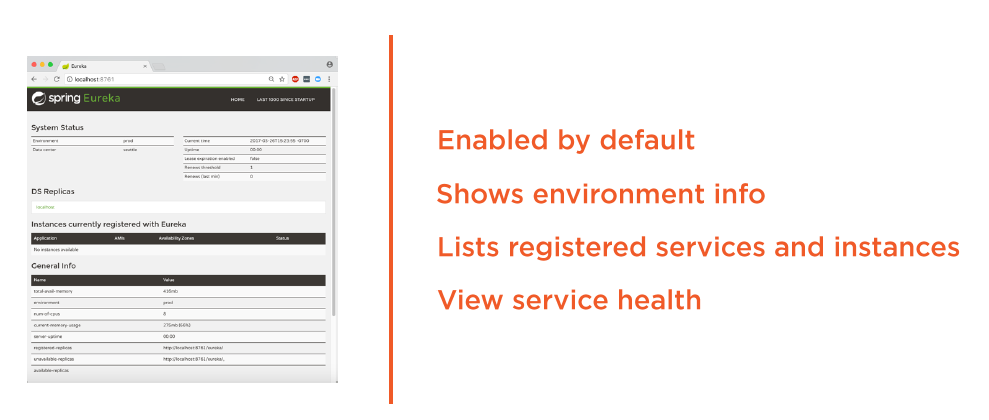 Eureka
localhost:8761
spring Eureka
HOME LAST 1000 SINCE STARTUP
System Status
Environment prod
Data center
Current time
Uptime 00:00
Lease expiration enabled false
Renews threshold 1
Renews (last min) 0
DS Replicas
localhost
Instances currently registered with Eureka
Application AMIs Availability Zones Status
No instances available
General Info
Name Value
total-avail-memory 435mb
environment prod
num-of-cpus 8
current-memory-usage
server-uptime 00:00
registered-replicas http://localhost:8761/eureka/
unavailable-replicas http://localhost:8761/eureka/,
available-replicas
Enabled by default
Shows environment info
Lists registered services and instances
View service health